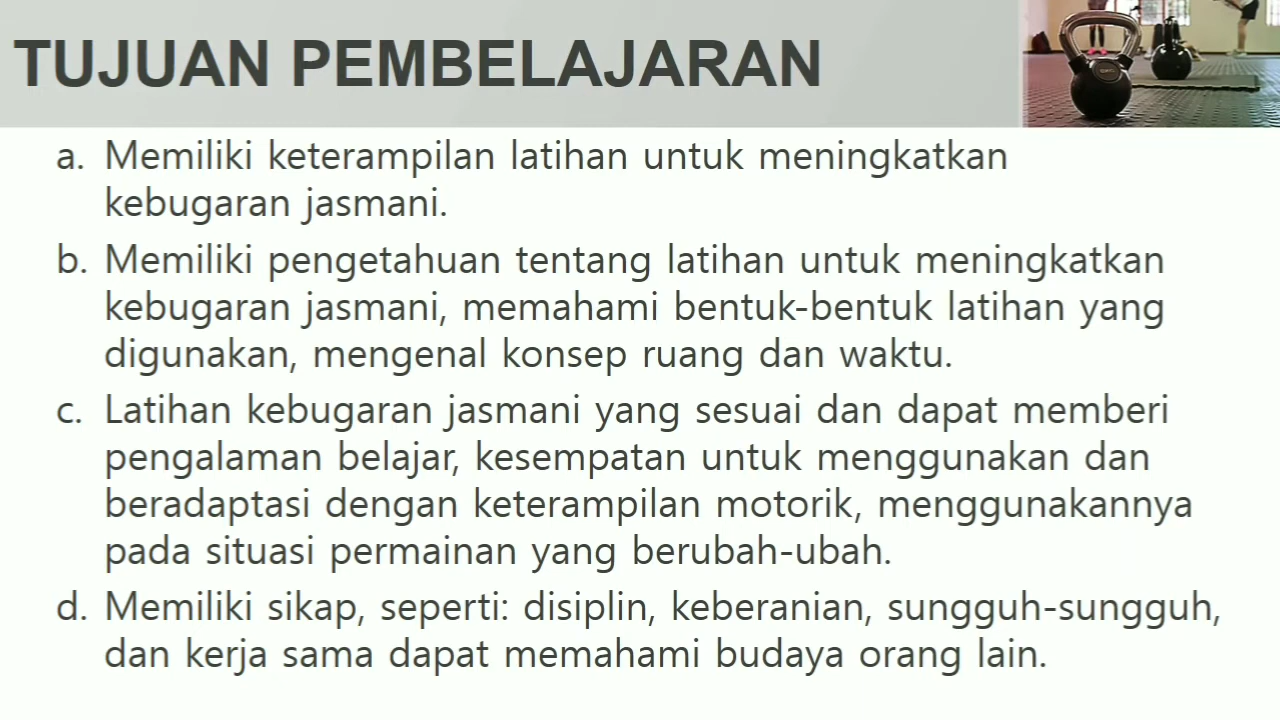 TUJUAN PEMBELAJARAN
a. Memiliki keterampilan latihan untuk meningkatkan
kebugaran jasmani.
b. Memiliki pengetahuan tentang latihan untuk meningkatkan
kebugaran jasmani, memahami bentuk-bentuk latihan yang
digunakan, mengenal konsep ruang dan waktu.
c. Latihan kebugaran jasmani yang sesuai dan dapat memberi
pengalaman belajar, kesempatan untuk menggunakan dan
beradaptasi dengan keterampilan motorik, menggunakannya
pada situasi permainan yang berubah-ubah.
d. Memiliki sikap, seperti: disiplin, keberanian, sungguh-sungguh,
dan kerja sama dapat memahami budaya orang lain.